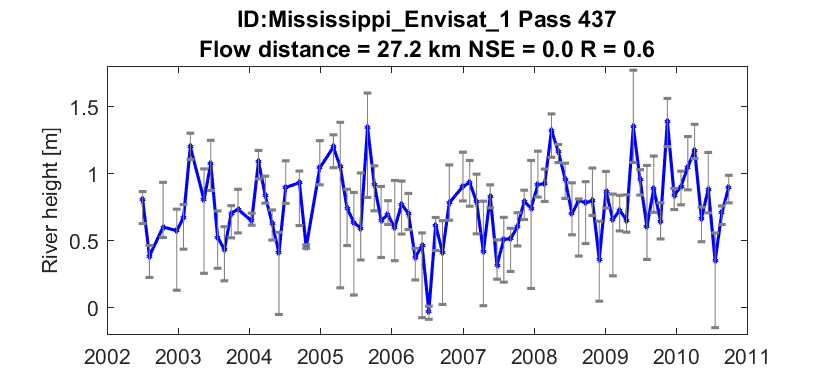 ID:Mississippi_Envisat_1 Pass 437
Flow distance = 27.2 km NSE = 0.0 R = 0.6
River height [m]
1.5
1
0.5
0
2002 2003 2004 2005 2006 2007 2008 2009 2010 2011